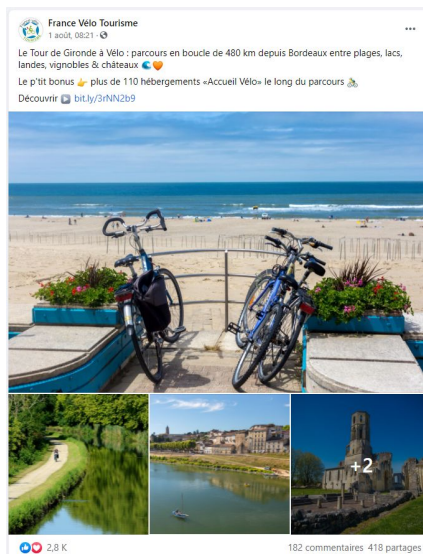 France Vélo Tourisme
1 août, 08:21 ·
Le Tour de Gironde à Vélo : parcours en boucle de 480 km depuis Bordeaux entre plages, lacs,
landes, vignobles & châteaux 🌊🧡
Le p'tit bonus 👉 plus de 110 hébergements «Accueil Vélo» le long du parcours 🚴
Découvrir ▶️ bit.ly/3rNN2b9
+2
2,8 K
182 commentaires 418 partages